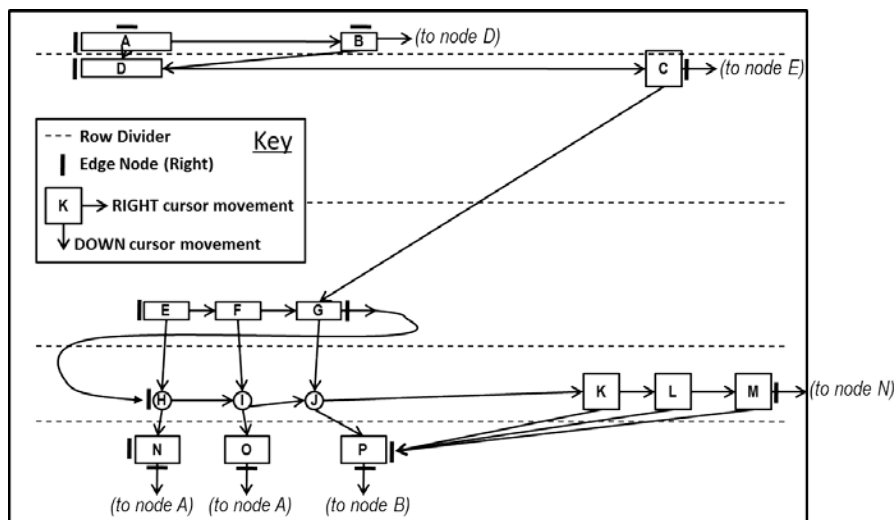 A
B
(to node D)
D
C
(to node E)
Key
Row Divider
Edge Node (Right)
K
RIGHT cursor movement
DOWN cursor movement
E
F
G
H
I
J
K
L
M
(to node N)
N
O
P
(to node A)
(to node A)
(to node B)